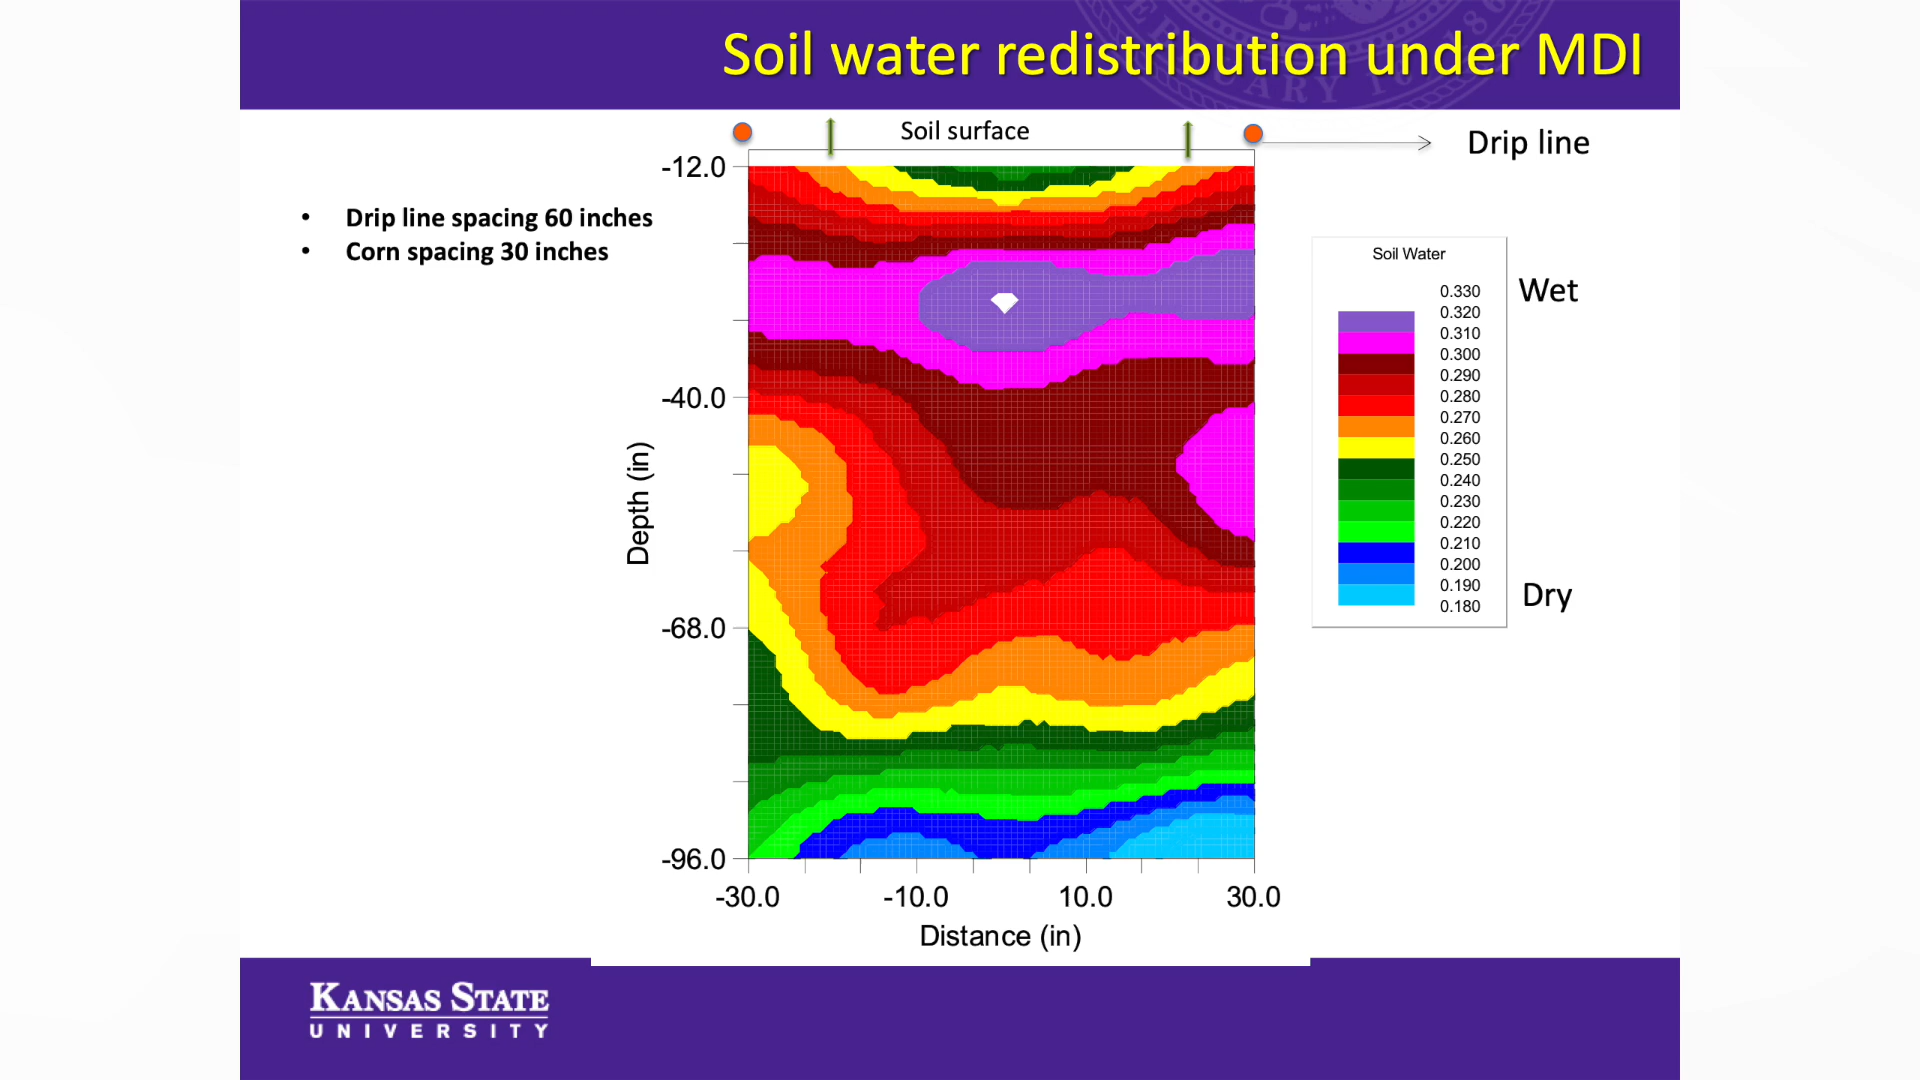 Soil water redistribution under MDI
Soil surface
Drip line
• Drip line spacing 60 inches
• Corn spacing 30 inches
-12.0
-40.0
-68.0
-96.0
Depth (in)
-30.0 -10.0 10.0 30.0
Distance (in)
Soil Water
0.330
0.320
0.310
0.300
0.290
0.280
0.270
0.260
0.250
0.240
0.230
0.220
0.210
0.200
0.190
0.180
Wet
Dry
KANSAS STATE
UNIVERSITY